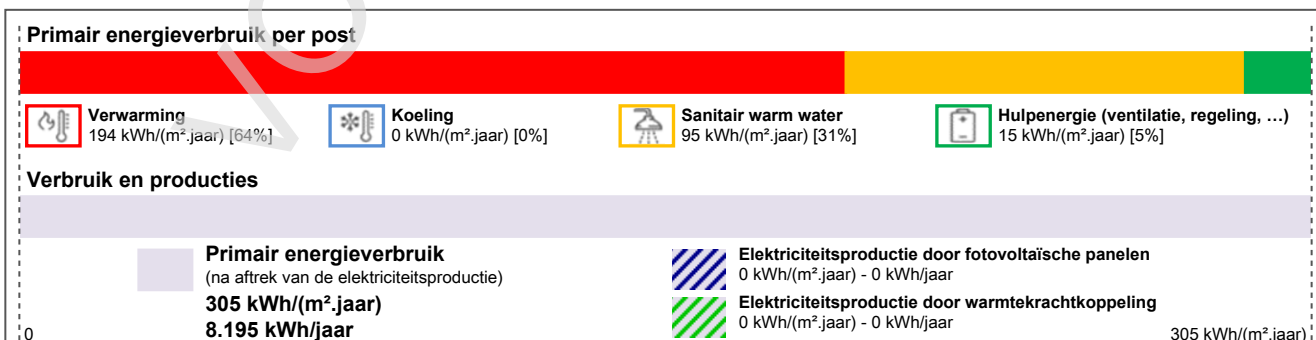 Primair energieverbruik per post
Verwarming
194 kWh/(m².jaar) [64%]
Koeling
0 kWh/(m².jaar) [0%]
Sanitair warm water
95 kWh/(m².jaar) [31%]
Hulpenergie (ventilatie, regeling, …)
15 kWh/(m².jaar) [5%]
Verbruik en producties
Primair energieverbruik
(na aftrek van de elektriciteitsproductie)
305 kWh/(m².jaar)
8.195 kWh/jaar
Elektriciteitsproductie door fotovoltaïsche panelen
0 kWh/(m².jaar) - 0 kWh/jaar
Elektriciteitsproductie door warmtekrachtkoppeling
0 kWh/(m².jaar) - 0 kWh/jaar
0
305 kWh/(m².jaar)